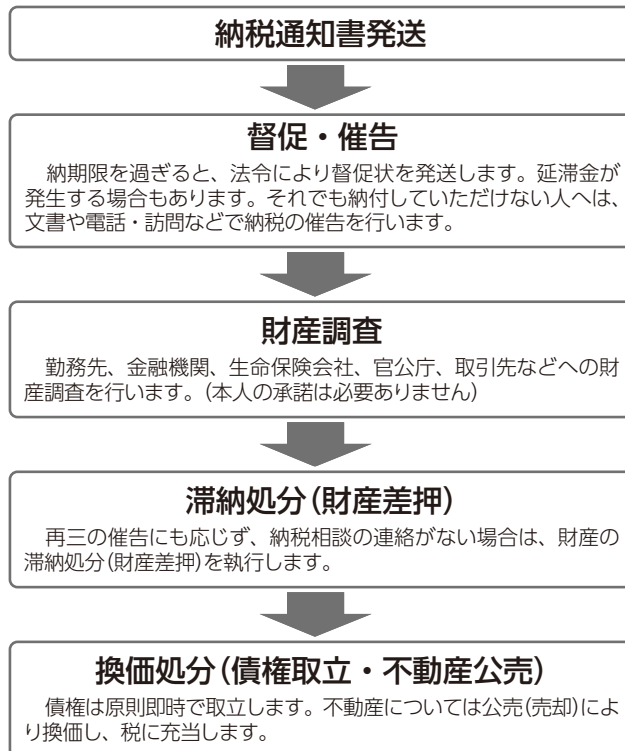 納税通知書発送
督促・催告
納期限を過ぎると、法令により督促状を発送します。延滞金が
発生する場合もあります。それでも納付していただけない人へは、
文書や電話・訪問などで納税の催告を行います。
財産調査
勤務先、金融機関、生命保険会社、官公庁、取引先などへの財
産調査を行います。(本人の承諾は必要ありません)
滞納処分(財産差押)
再三の催告にも応じず、納税相談の連絡がない場合は、財産の
滞納処分(財産差押)を執行します。
換価処分(債権取立・不動産公売)
債権は原則即時で取立します。不動産については公売(売却)によ
り換価し、税に充当します。